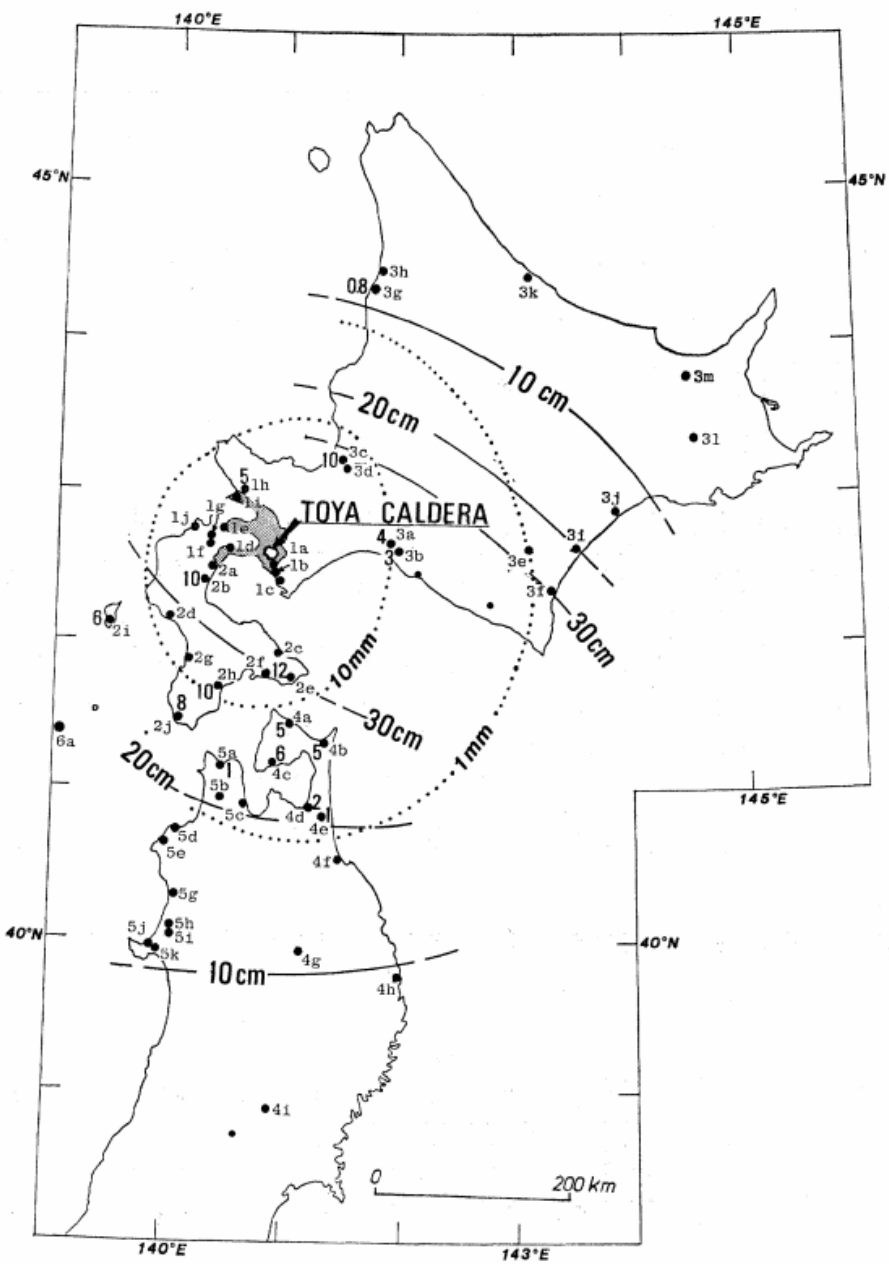 140°E
145°E
45°N
45°N
3h
0.8
3g
3k
10 cm
3m
20cm
3l
3c
10
3d
5
1h
1i
3j
1g
TOYA CALDERA
1j
1e
4
3a
1f
1d
1a
3
3b
3e
3i
2a
1b
10
2b
1c
3f
30cm
6
2i
2d
2c
2g
2f
12
2e
10mm
2h
10
8
2j
30cm
1mm
4a
5
6a
5
4b
5a
1
6
4c
20cm
5b
5c
2
4d
1
4e
145°E
5d
5e
4f
5g
5h
5j
5i
40°N
40°N
5k
4g
10cm
4h
4i
0
200 km
140°E
143°E